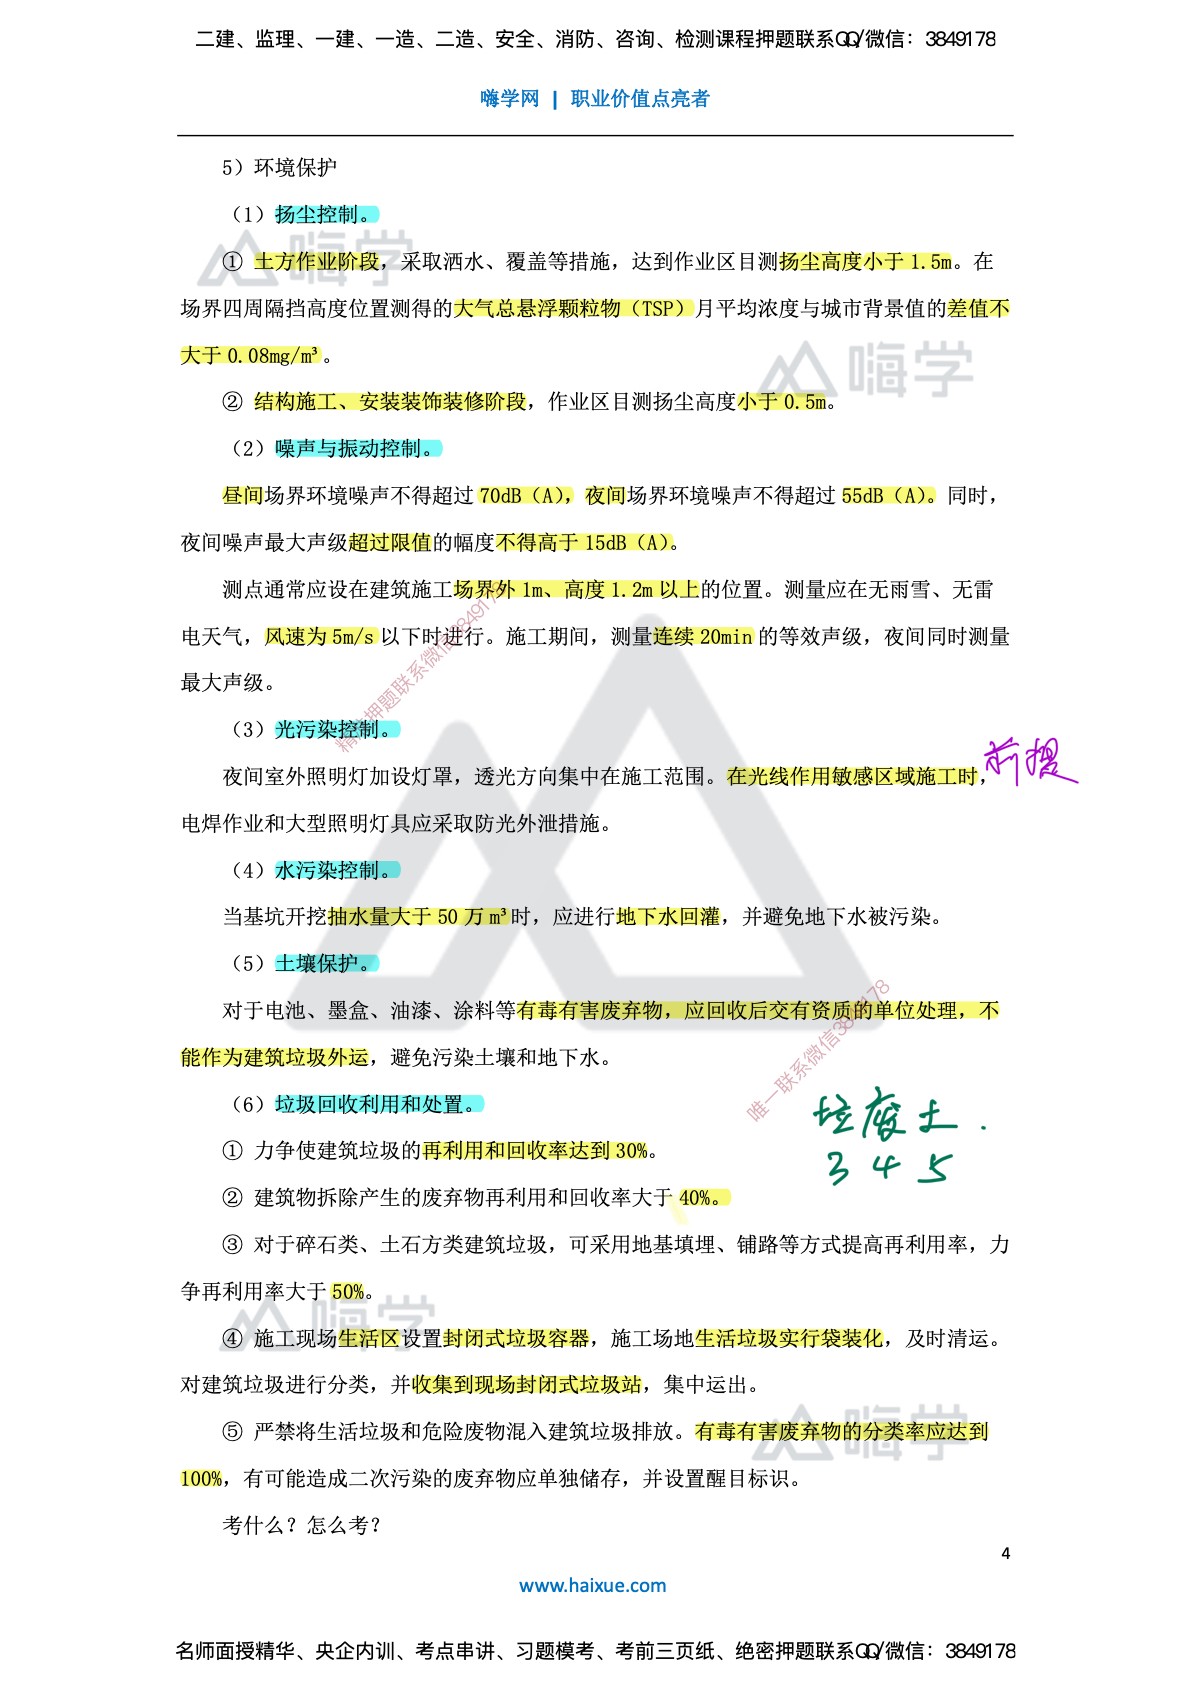 二建、监理、一建、一造、二造、安全、消防、咨询、检测课程押题联系QQ/微信：3849178
嗨学网 | 职业价值点亮者
5）环境保护
（1）扬尘控制。
嗨学
① 土方作业阶段，采取洒水、覆盖等措施，达到作业区目测扬尘高度小于 1.5m。在
场界四周隔挡高度位置测得的大气总悬浮颗粒物（TSP）月平均浓度与城市背景值的差值不
大于 0.08mg/m³。
嗨学
② 结构施工、安装装饰装修阶段，作业区目测扬尘高度小于 0.5m。
（2）噪声与振动控制。
昼间场界环境噪声不得超过 70dB（A），夜间场界环境噪声不得超过 55dB（A）。同时，
夜间噪声最大声级超过限值的幅度不得高于 15dB（A）。
测点通常应设在建筑施工场界外 1m、高度 1.2m 以上的位置。测量应在无雨雪、无雷
电天气，风速为 5m/s 以下时进行。施工期间，测量连续 20min 的等效声级，夜间同时测量
最大声级。
精准押题联系微信3849178
（3）光污染控制。
前提
夜间室外照明灯加设灯罩，透光方向集中在施工范围。在光线作用敏感区域施工时，
电焊作业和大型照明灯具应采取防光外泄措施。
（4）水污染控制。
当基坑开挖抽水量大于 50 万 m³时，应进行地下水回灌，并避免地下水被污染。
（5）土壤保护。
对于电池、墨盒、油漆、涂料等有毒有害废弃物，应回收后交有资质的单位处理，不
能作为建筑垃圾外运，避免污染土壤和地下水。
唯一联系微信3849178
（6）垃圾回收利用和处置。
垃废土.
3 4 5
① 力争使建筑垃圾的再利用和回收率达到 30%。
② 建筑物拆除产生的废弃物再利用和回收率大于 40%。
③ 对于碎石类、土石方类建筑垃圾，可采用地基填埋、铺路等方式提高再利用率，力
争再利用率大于 50%。
嗨学
④ 施工现场生活区设置封闭式垃圾容器，施工场地生活垃圾实行袋装化，及时清运。
对建筑垃圾进行分类，并收集到现场封闭式垃圾站，集中运出。
嗨学
⑤ 严禁将生活垃圾和危险废物混入建筑垃圾排放。有毒有害废弃物的分类率应达到
100%，有可能造成二次污染的废弃物应单独储存，并设置醒目标识。
考什么？怎么考？
4
www.haixue.com
名师面授精华、央企内训、考点串讲、习题模考、考前三页纸、绝密押题联系QQ/微信：3849178